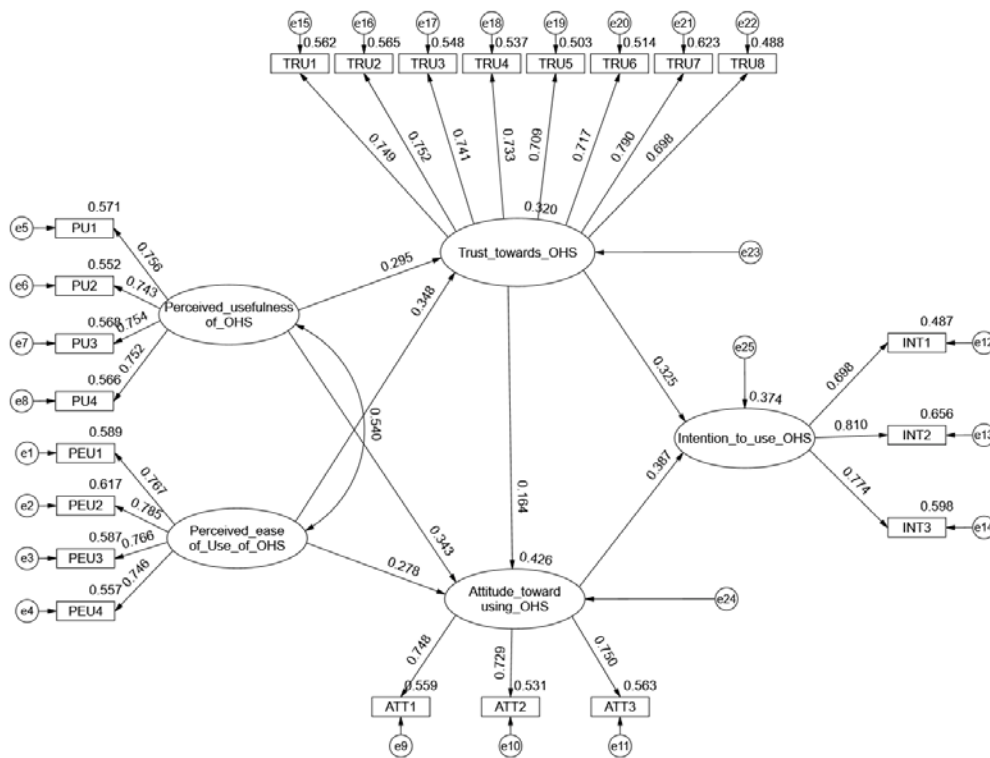 e15 e16 e17 e18 e19 e20 e21 e22
0.562 0.565 0.548 0.537 0.503 0.514 0.623 0.488
TRU1 TRU2 TRU3 TRU4 TRU5 TRU6 TRU7 TRU8
0.749 0.752 0.741 0.733 0.709 0.717 0.790 0.698
0.571
e5 PU1
0.756
0.552
e6 PU2
0.743
0.568
e7 PU3
0.754
0.566
e8 PU4
0.752
Perceived_usefulness
of_OHS
0.295
0.348
0.320
Trust_towards_OHS
e23
0.540
0.343
0.164
0.325
0.589
e1 PEU1
0.767
0.617
e2 PEU2
0.785
0.587
e3 PEU3
0.766
0.557
e4 PEU4
0.746
Perceived_ease
of_Use_of_OHS
0.278
0.426
Attitude_toward
using_OHS
e24
0.387
e25
0.374
Intention_to_use_OHS
0.698
0.487
INT1 e12
0.810
0.656
INT2 e13
0.774
0.598
INT3 e14
0.748 0.729 0.750
0.559 0.531 0.563
ATT1 ATT2 ATT3
e9 e10 e11